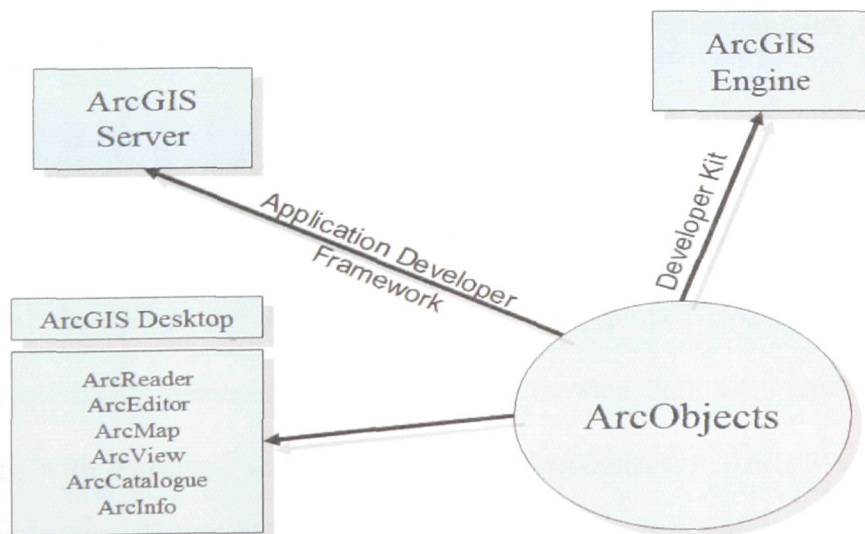 ArcGIS
Server
ArcGIS
Engine
Application Developer
Framework
Developer Kit
ArcGIS Desktop
ArcReader
ArcEditor
ArcMap
ArcView
ArcCatalogue
ArcInfo
ArcObjects